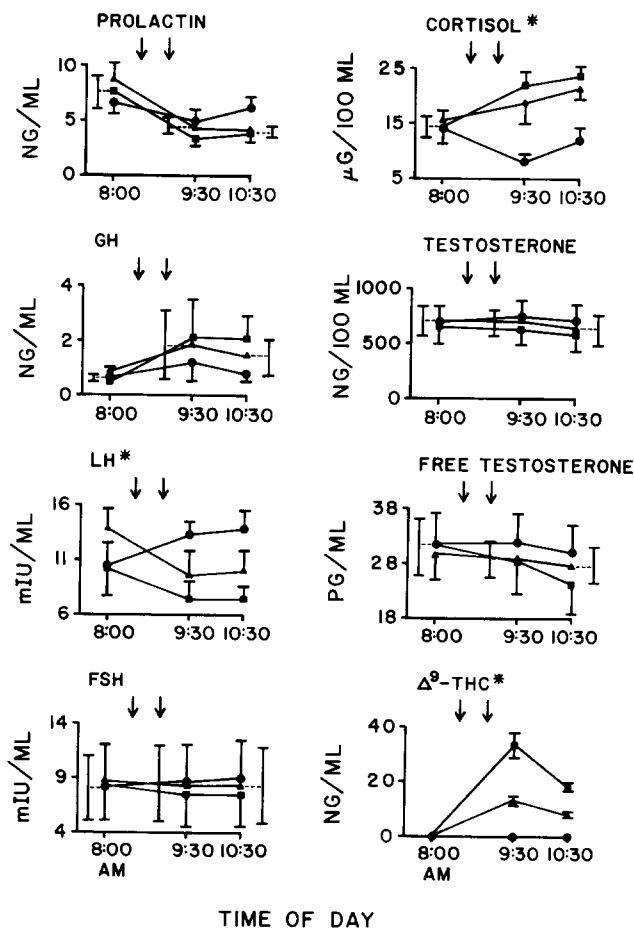 PROLACTIN
NG/ML
10
5
0
8:00 9:30 10:30
CORTISOL*
μG/100 ML
25
15
5
8:00 9:30 10:30
GH
NG/ML
4
2
0
8:00 9:30 10:30
TESTOSTERONE
NG/100 ML
1000
500
0
8:00 9:30 10:30
LH*
mIU/ML
16
11
6
8:00 9:30 10:30
FREE TESTOSTERONE
PG/ML
38
28
18
8:00 9:30 10:30
FSH
mIU/ML
14
9
4
8:00 9:30 10:30
AM
Δ⁹-THC*
NG/ML
40
20
0
8:00 9:30 10:30
AM
TIME OF DAY